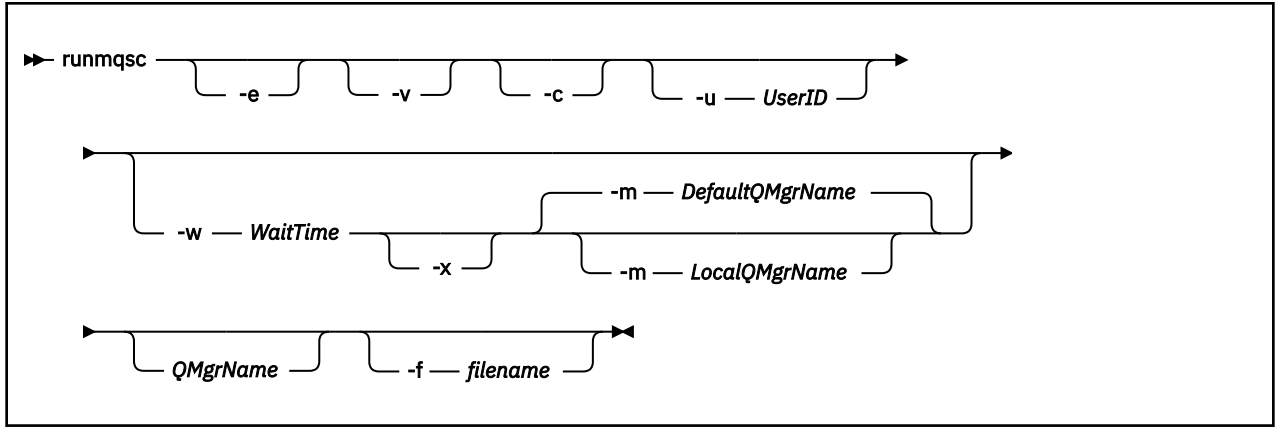 runmqsc -e -v -c -u UserID
-m DefaultQMgrName
-w WaitTime
-x -m LocalQMgrName
QMgrName -f filename